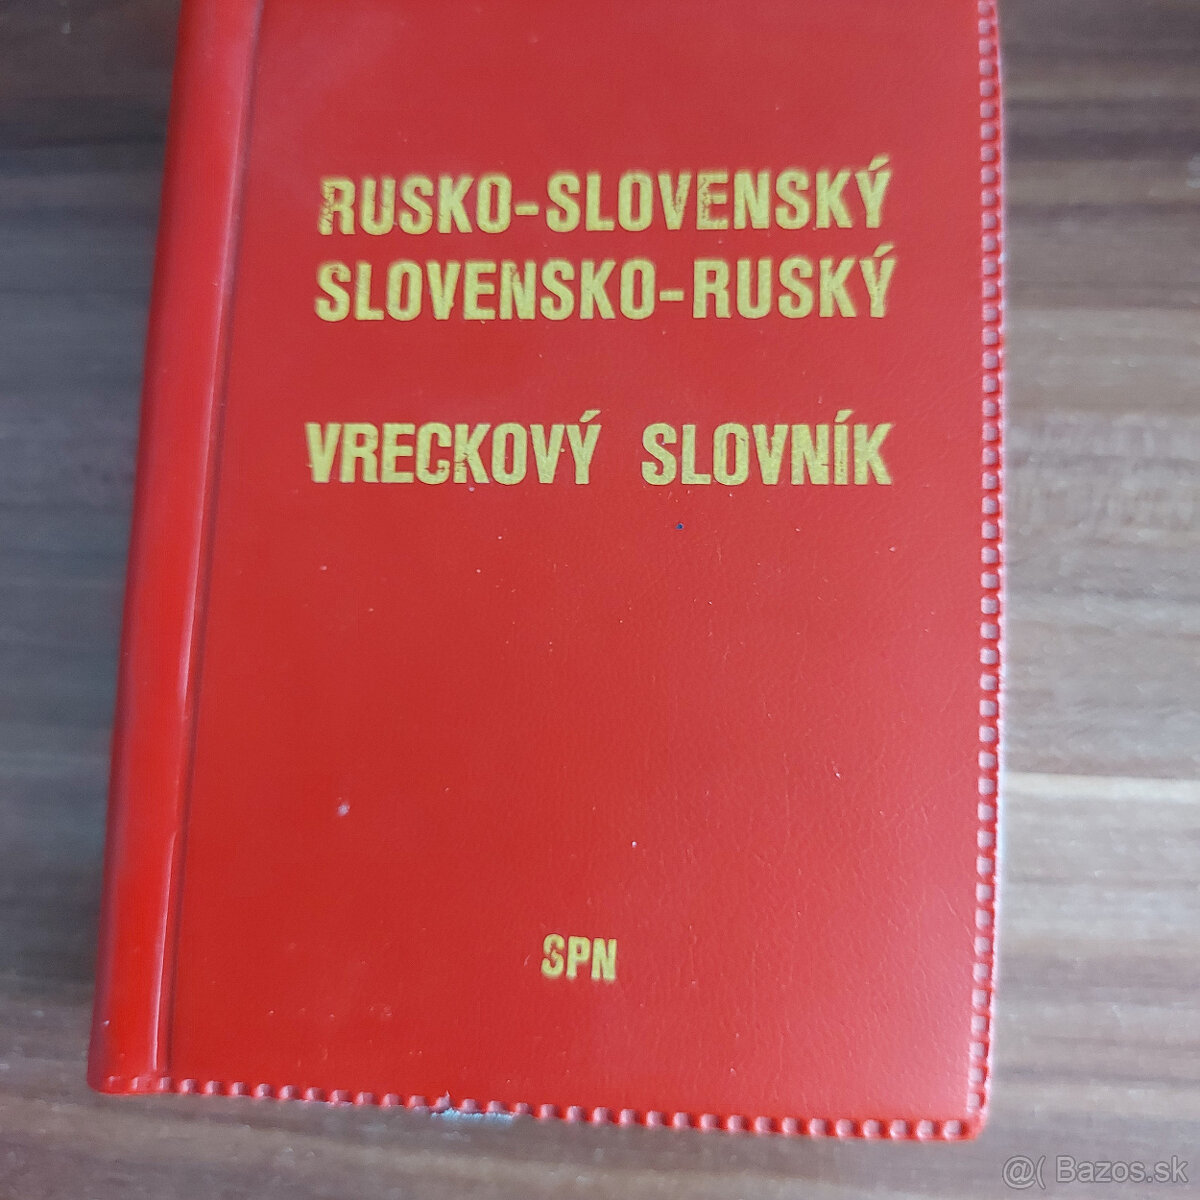 RUSKO-SLOVENSKÝ
SLOVENSKO-RUSKÝ
VRECKOVÝ SLOVNÍK
SPN
@( Bazos.sk